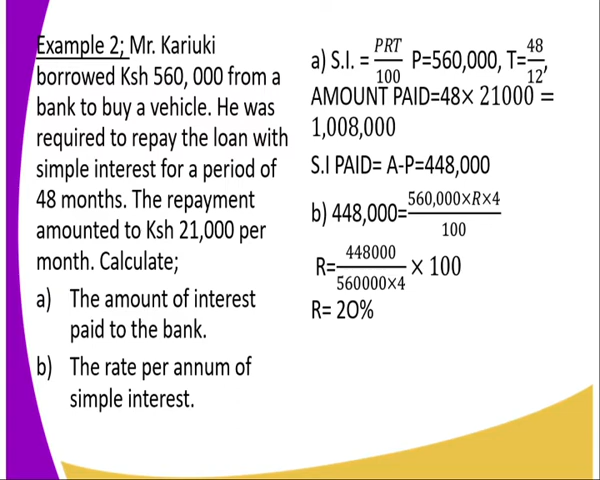 Example 2; Mr. Kariuki
borrowed Ksh 560, 000 from a
bank to buy a vehicle. He was
required to repay the loan with
simple interest for a period of
48 months. The repayment
amounted to Ksh 21,000 per
month. Calculate;
a) The amount of interest
paid to the bank.
b) The rate per annum of
simple interest.
a) S.I. = PRT/100 P=560,000, T=48/12,
AMOUNT PAID=48× 21000 =
1,008,000
S.I PAID= A-P=448,000
b) 448,000=560,000×R×4/100
R=448000/560000×4 × 100
R= 20%